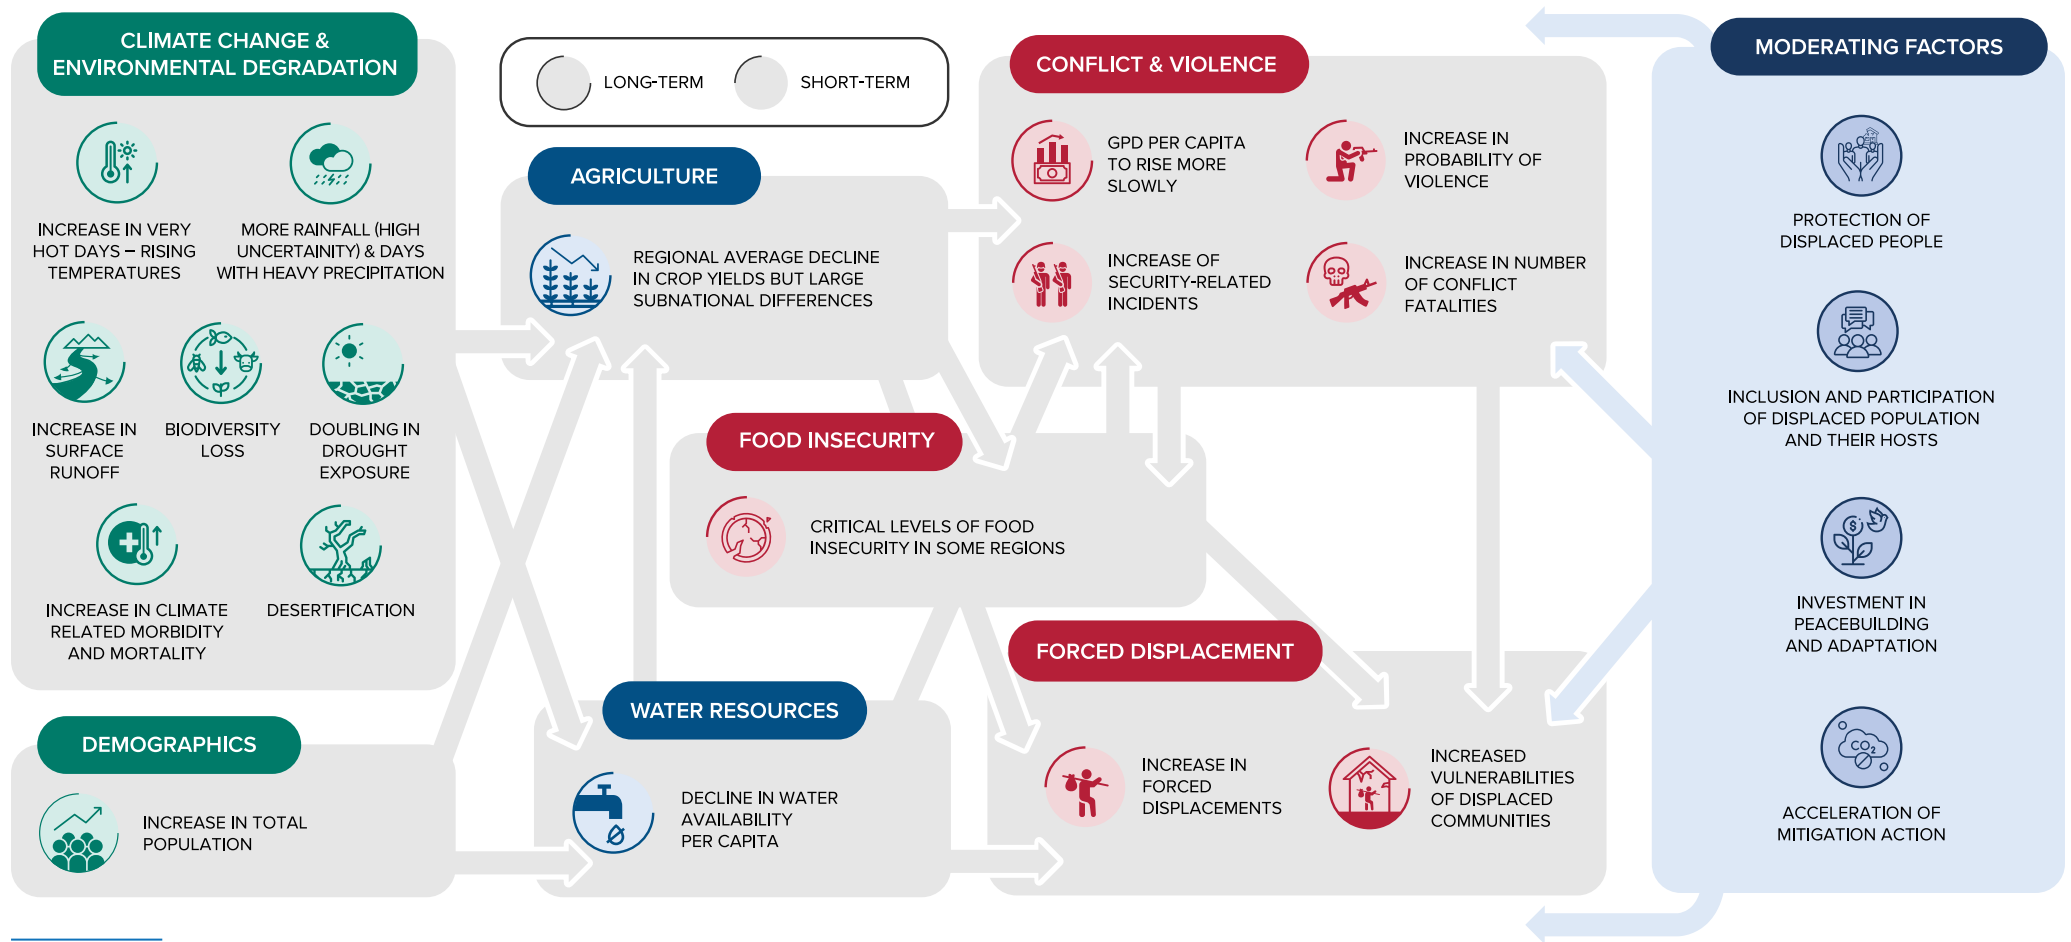 CLIMATE CHANGE &
ENVIRONMENTAL DEGRADATION
INCREASE IN VERY
HOT DAYS – RISING
TEMPERATURES
MORE RAINFALL (HIGH
UNCERTAINITY) & DAYS
WITH HEAVY PRECIPITATION
INCREASE IN
SURFACE
RUNOFF
BIODIVERSITY
LOSS
DOUBLING IN
DROUGHT
EXPOSURE
INCREASE IN CLIMATE
RELATED MORBIDITY
AND MORTALITY
DESERTIFICATION
DEMOGRAPHICS
INCREASE IN TOTAL
POPULATION
LONG-TERM
SHORT-TERM
AGRICULTURE
REGIONAL AVERAGE DECLINE
IN CROP YIELDS BUT LARGE
SUBNATIONAL DIFFERENCES
FOOD INSECURITY
CRITICAL LEVELS OF FOOD
INSECURITY IN SOME REGIONS
WATER RESOURCES
DECLINE IN WATER
AVAILABILITY
PER CAPITA
CONFLICT & VIOLENCE
GPD PER CAPITA
TO RISE MORE
SLOWLY
INCREASE IN
PROBABILITY OF
VIOLENCE
INCREASE OF
SECURITY-RELATED
INCIDENTS
INCREASE IN NUMBER
OF CONFLICT
FATALITIES
FORCED DISPLACEMENT
INCREASE IN
FORCED
DISPLACEMENTS
INCREASED
VULNERABILITIES
OF DISPLACED
COMMUNITIES
MODERATING FACTORS
PROTECTION OF
DISPLACED PEOPLE
INCLUSION AND PARTICIPATION
OF DISPLACED POPULATION
AND THEIR HOSTS
$
INVESTMENT IN
PEACEBUILDING
AND ADAPTATION
CO₂
ACCELERATION OF
MITIGATION ACTION